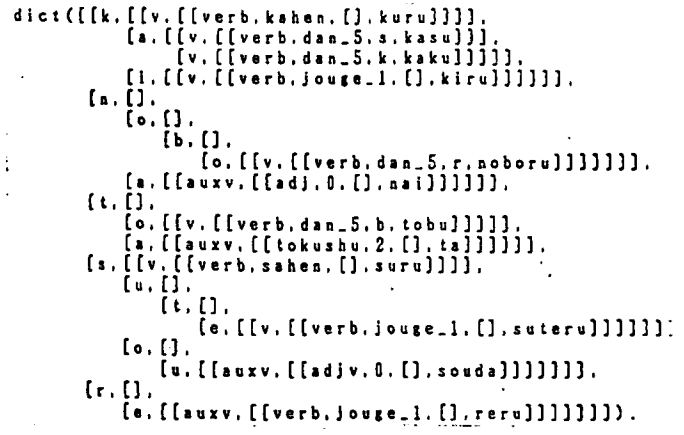 dict([[k,[[v,[[verb,kahen,[],kuru]]]],
[a,[[v,[[verb,dan_5,s,kasu]]],
[v,[[verb,dan_5,k,kaku]]]]],
[i,[[v,[[verb,jouge_1,[],kiru]]]]]],
[n,[],
[o,[],
[b,[],
[o,[[v,[[verb,dan_5,r,noboru]]]]]]],
[a,[[auxv,[[adj,0,[],nai]]]]]],
[t,[],
[o,[[v,[[verb,dan_5,b,tobu]]]]],
[a,[[auxv,[[tokushu,2,[],ta]]]]]],
[s,[[v,[[verb,sahen,[],suru]]]],
[u,[],
[t,[],
[e,[[v,[[verb,jouge_1,[],suteru]]]]]]]
[o,[],
[u,[[auxv,[[adjv,0,[],souda]]]]]]],
[r,[],
[e,[[auxv,[[verb,jouge_1,[],reru]]]]]]]).